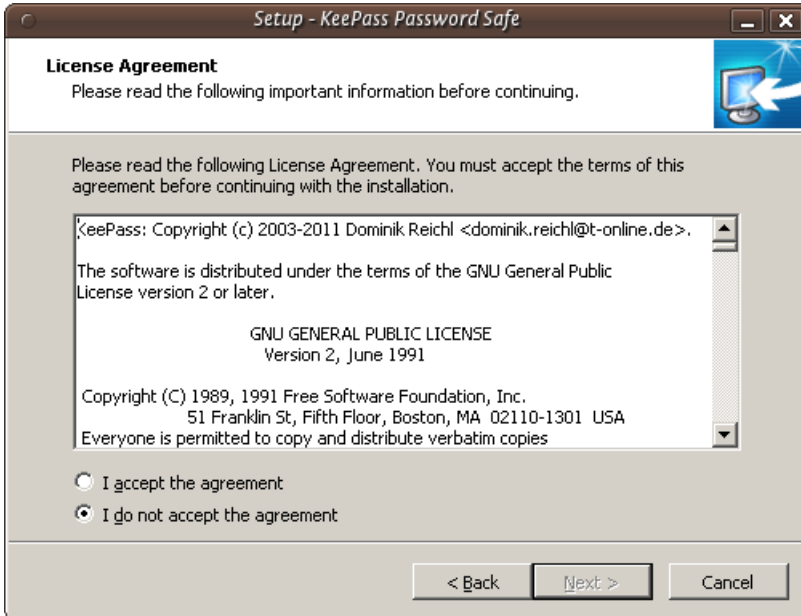 Setup - KeePass Password Safe
License Agreement
Please read the following important information before continuing.
Please read the following License Agreement. You must accept the terms of this
agreement before continuing with the installation.
KeePass: Copyright (c) 2003-2011 Dominik Reichl <dominik.reichl@t-online.de>.
The software is distributed under the terms of the GNU General Public
License version 2 or later.
GNU GENERAL PUBLIC LICENSE
Version 2, June 1991
Copyright (C) 1989, 1991 Free Software Foundation, Inc.
51 Franklin St, Fifth Floor, Boston, MA  02110-1301  USA
Everyone is permitted to copy and distribute verbatim copies
I accept the agreement
I do not accept the agreement
< Back
Next >
Cancel